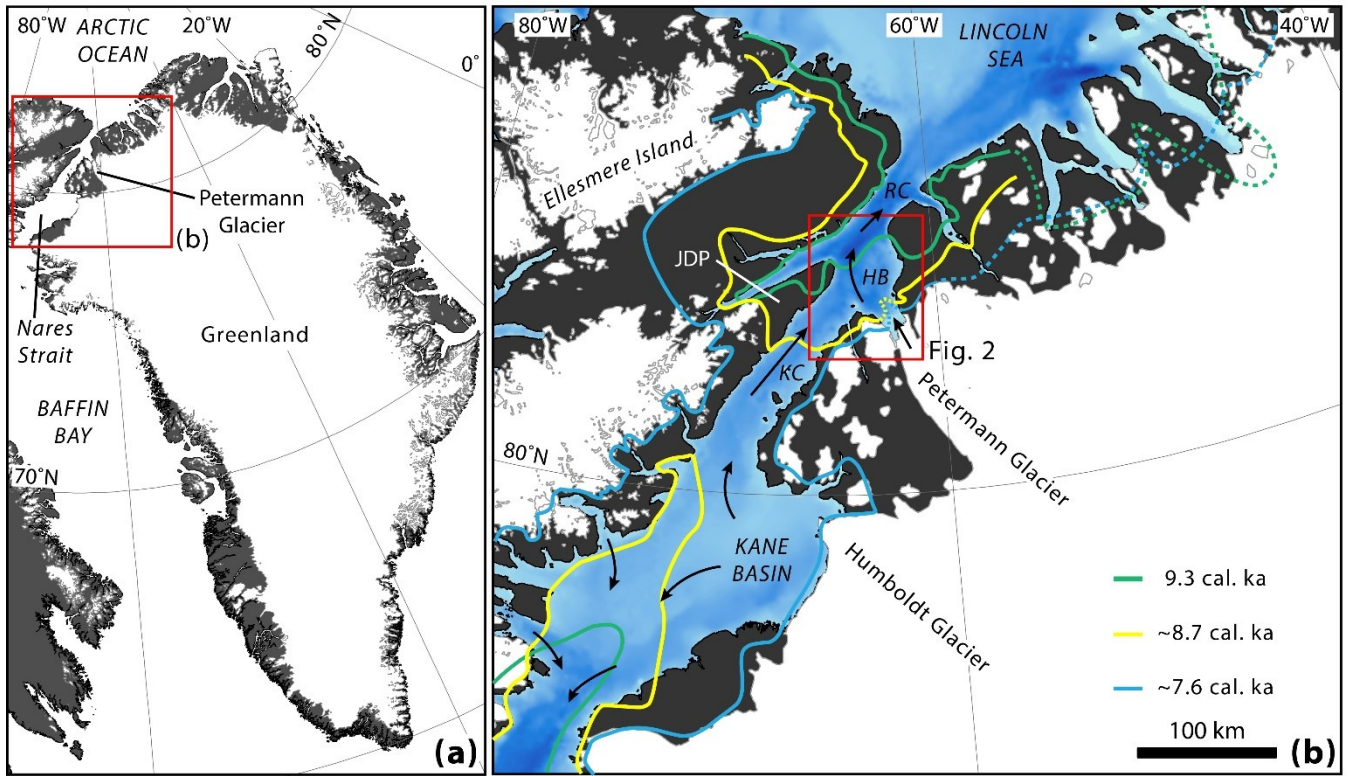 80˚W
ARCTIC
OCEAN
20˚W
80˚N
0˚
Petermann
Glacier
(b)
Nares
Strait
Greenland
BAFFIN
BAY
70˚N
(a)
80˚W
60˚W
LINCOLN
SEA
40˚W
Ellesmere Island
RC
JDP
HB
Fig. 2
KC
Petermann Glacier
80˚N
KANE
BASIN
Humboldt Glacier
9.3 cal. ka
~8.7 cal. ka
~7.6 cal. ka
100 km
(b)